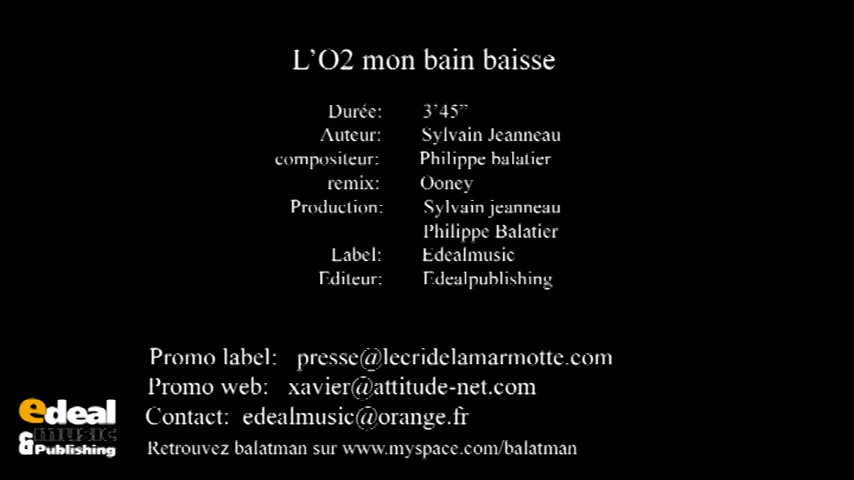 L'O2 mon bain baisse
Durée: 3'45”
Auteur: Sylvain Jeanneau
compositeur: Philippe balatier
remix: Ooney
Production: Sylvain jeanneau
Philippe Balatier
Label: Edealmusic
Editeur: Edealpublishing
Promo label: presse@lecridelamarmotte.com
Promo web: xavier@attitude-net.com
Contact: edealmusic@orange.fr
Retrouvez balatman sur www.myspace.com/balatman
edeal
music
& Publishing